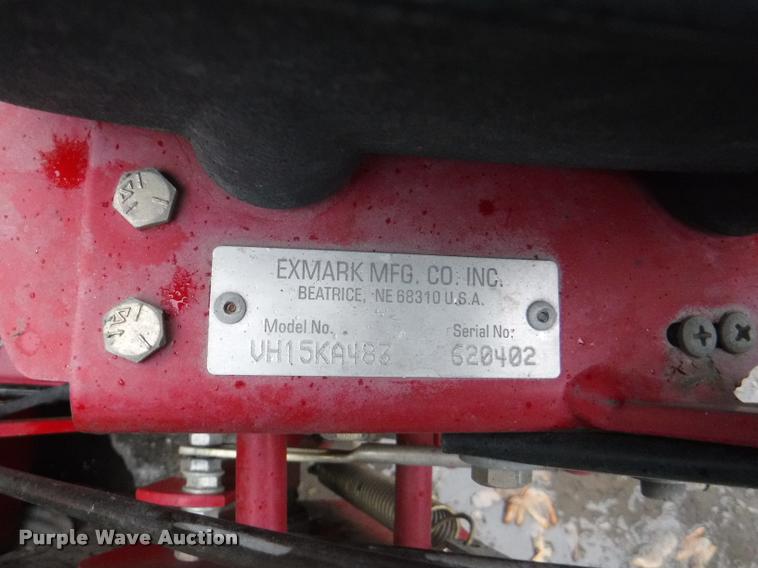 EXMARK MFG. CO. INC.
BEATRICE, NE 68310 U.S.A.
Model No. Serial No:
VH15KA483 620402
Purple Wave Auction